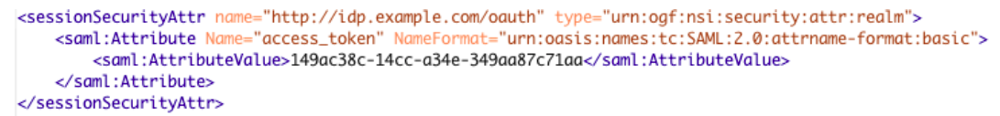 <sessionSecurityAttr name="http://idp.example.com/oauth" type="urn:ogf:nsi:security:attr:realm">
<saml:Attribute Name="access_token" NameFormat="urn:oasis:names:tc:SAML:2.0:attrname-format:basic">
<saml:AttributeValue>149ac38c-14cc-a34e-349aa87c71aa</saml:AttributeValue>
</saml:Attribute>
</sessionSecurityAttr>